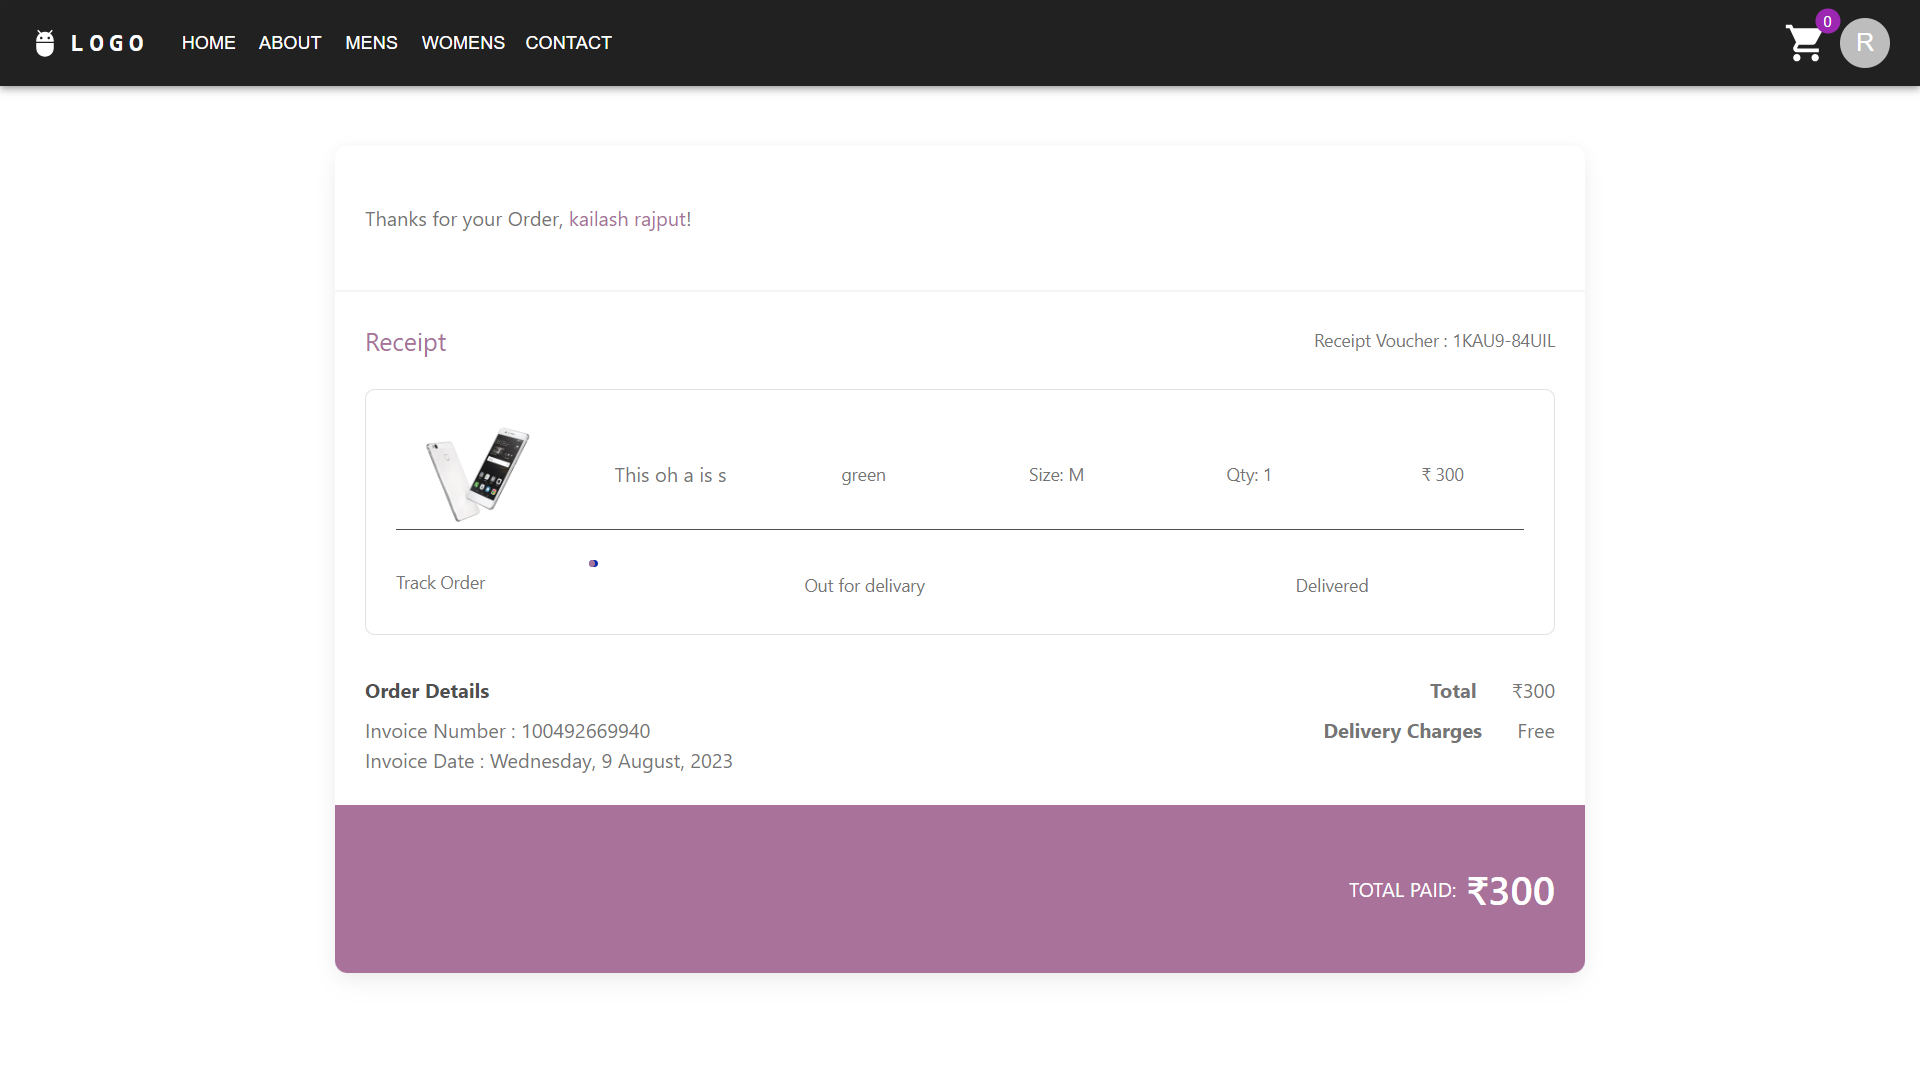 LOGO HOME ABOUT MENS WOMENS CONTACT 0 R
Thanks for your Order, kailash rajput!
Receipt Receipt Voucher : 1KAU9-84UIL
This oh a is s green Size: M Qty: 1 ₹ 300
Track Order Out for delivary Delivered
Order Details Total ₹300
Invoice Number : 100492669940 Delivery Charges Free
Invoice Date : Wednesday, 9 August, 2023
TOTAL PAID: ₹300